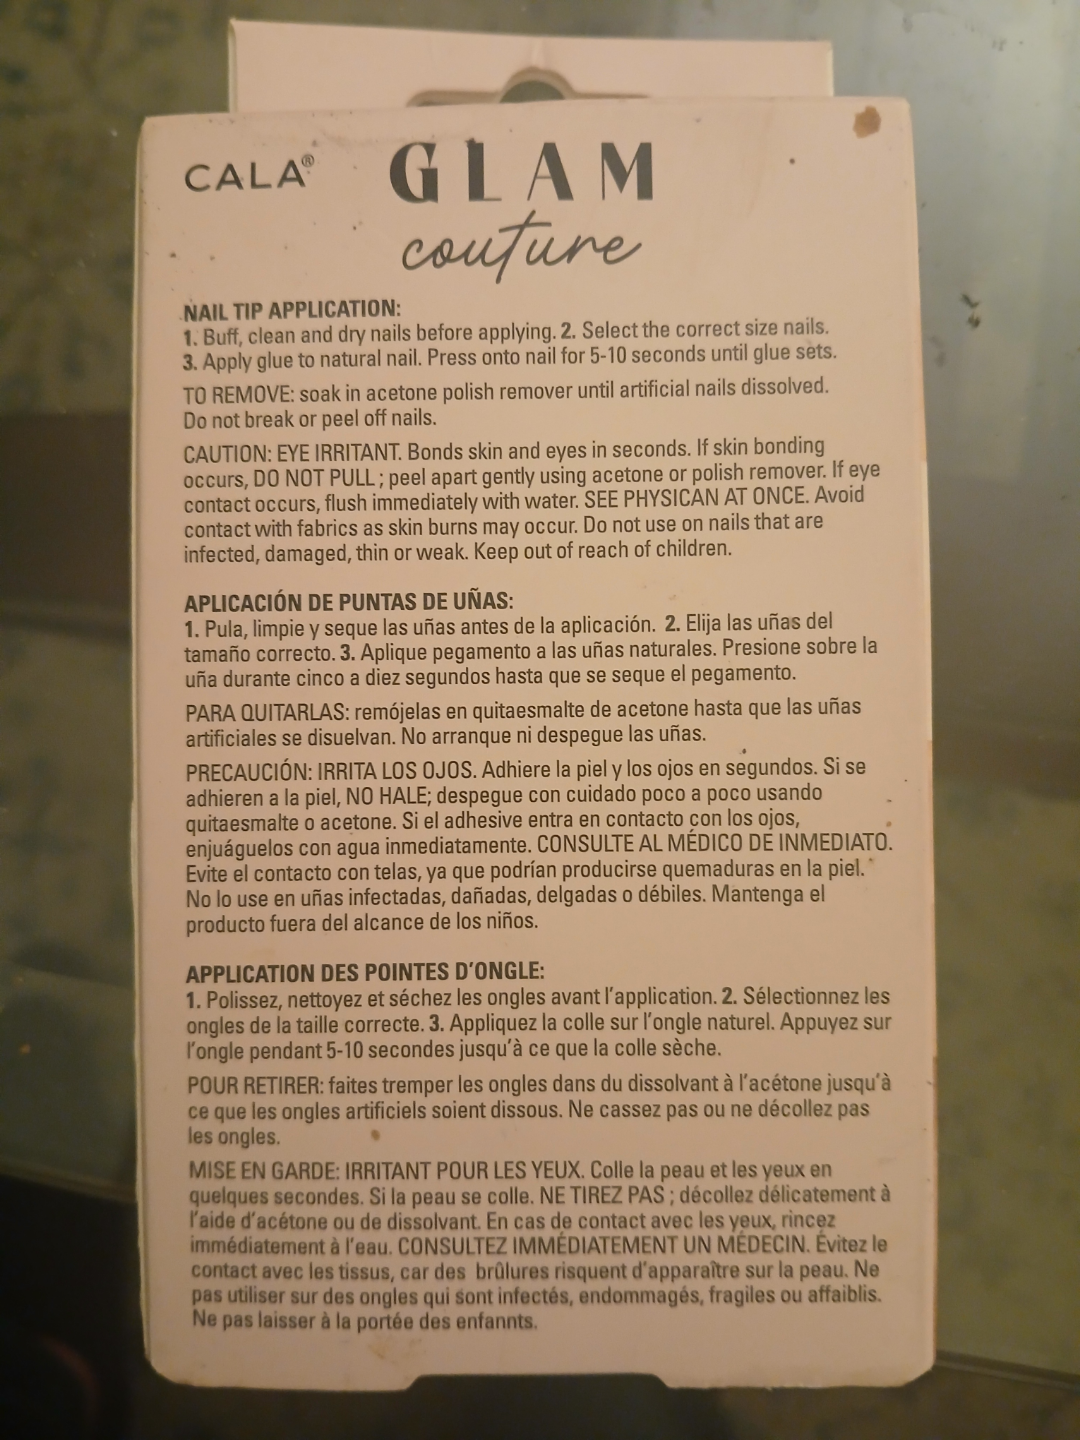 CALA®
GLAM
couture
NAIL TIP APPLICATION:
1. Buff, clean and dry nails before applying. 2. Select the correct size nails.
3. Apply glue to natural nail. Press onto nail for 5-10 seconds until glue sets.
TO REMOVE: soak in acetone polish remover until artificial nails dissolved.
Do not break or peel off nails.
CAUTION: EYE IRRITANT. Bonds skin and eyes in seconds. If skin bonding
occurs, DO NOT PULL ; peel apart gently using acetone or polish remover. If eye
contact occurs, flush immediately with water. SEE PHYSICAN AT ONCE. Avoid
contact with fabrics as skin burns may occur. Do not use on nails that are
infected, damaged, thin or weak. Keep out of reach of children.
APLICACIÓN DE PUNTAS DE UÑAS:
1. Pula, limpie y seque las uñas antes de la aplicación. 2. Elija las uñas del
tamaño correcto. 3. Aplique pegamento a las uñas naturales. Presione sobre la
uña durante cinco a diez segundos hasta que se seque el pegamento.
PARA QUITARLAS: remójelas en quitaesmalte de acetone hasta que las uñas
artificiales se disuelvan. No arranque ni despegue las uñas.
PRECAUCIÓN: IRRITA LOS OJOS. Adhiere la piel y los ojos en segundos. Si se
adhieren a la piel, NO HALE; despegue con cuidado poco a poco usando
quitaesmalte o acetone. Si el adhesive entra en contacto con los ojos,
enjuáguelos con agua inmediatamente. CONSULTE AL MÉDICO DE INMEDIATO.
Evite el contacto con telas, ya que podrían producirse quemaduras en la piel.
No lo use en uñas infectadas, dañadas, delgadas o débiles. Mantenga el
producto fuera del alcance de los niños.
APPLICATION DES POINTES D'ONGLE:
1. Polissez, nettoyez et séchez les ongles avant l'application. 2. Sélectionnez les
ongles de la taille correcte. 3. Appliquez la colle sur l'ongle naturel. Appuyez sur
l'ongle pendant 5-10 secondes jusqu'à ce que la colle sèche.
POUR RETIRER: faites tremper les ongles dans du dissolvant à l'acétone jusqu'à
ce que les ongles artificiels soient dissous. Ne cassez pas ou ne décollez pas
les ongles.
MISE EN GARDE: IRRITANT POUR LES YEUX. Colle la peau et les yeux en
quelques secondes. Si la peau se colle. NE TIREZ PAS ; décollez délicatement à
l'aide d'acétone ou de dissolvant. En cas de contact avec les yeux, rincez
immédiatement à l'eau. CONSULTEZ IMMÉDIATEMENT UN MÉDECIN. Évitez le
contact avec les tissus, car des brûlures risquent d'apparaître sur la peau. Ne
pas utiliser sur des ongles qui sont infectés, endommagés, fragiles ou affaiblis.
Ne pas laisser à la portée des enfannts.